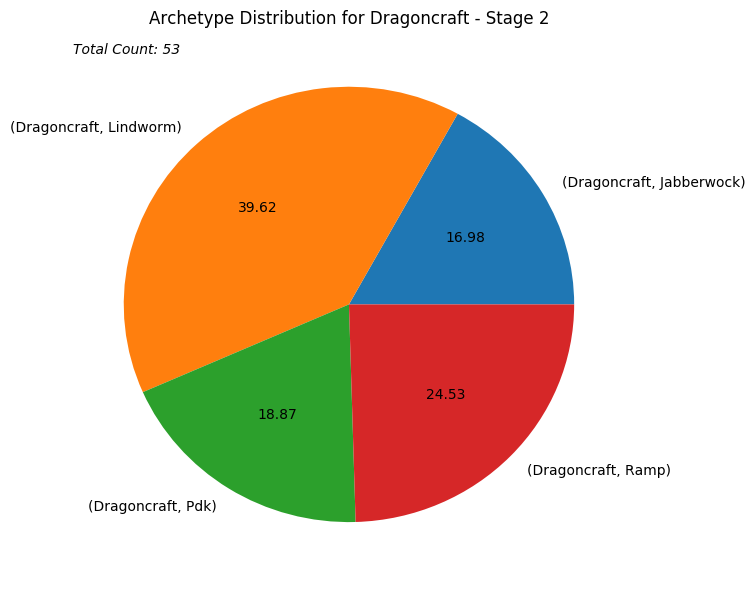 Archetype Distribution for Dragoncraft - Stage 2
Total Count: 53
(Dragoncraft, Lindworm)
(Dragoncraft, Jabberwock)
39.62
16.98
24.53
18.87
(Dragoncraft, Ramp)
(Dragoncraft, Pdk)